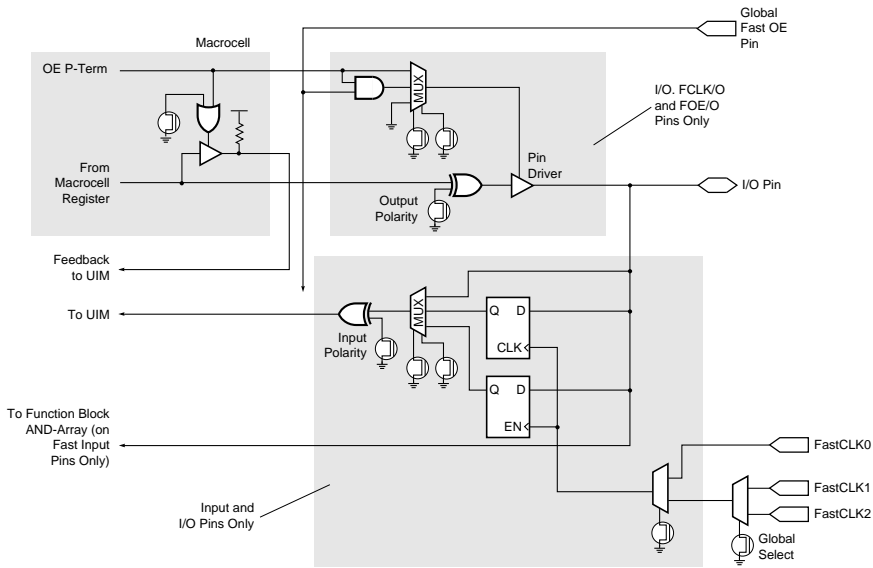 Global
Fast OE
Pin
Macrocell
OE P-Term
MUX
I/O. FCLK/O
and FOE/O
Pins Only
From
Macrocell
Register
Pin
Driver
Output
Polarity
I/O Pin
Feedback
to UIM
To UIM
Input
Polarity
MUX
Q D
CLK
Q D
EN
To Function Block
AND-Array (on
Fast Input
Pins Only)
FastCLK0
FastCLK1
FastCLK2
Input and
I/O Pins Only
Global
Select